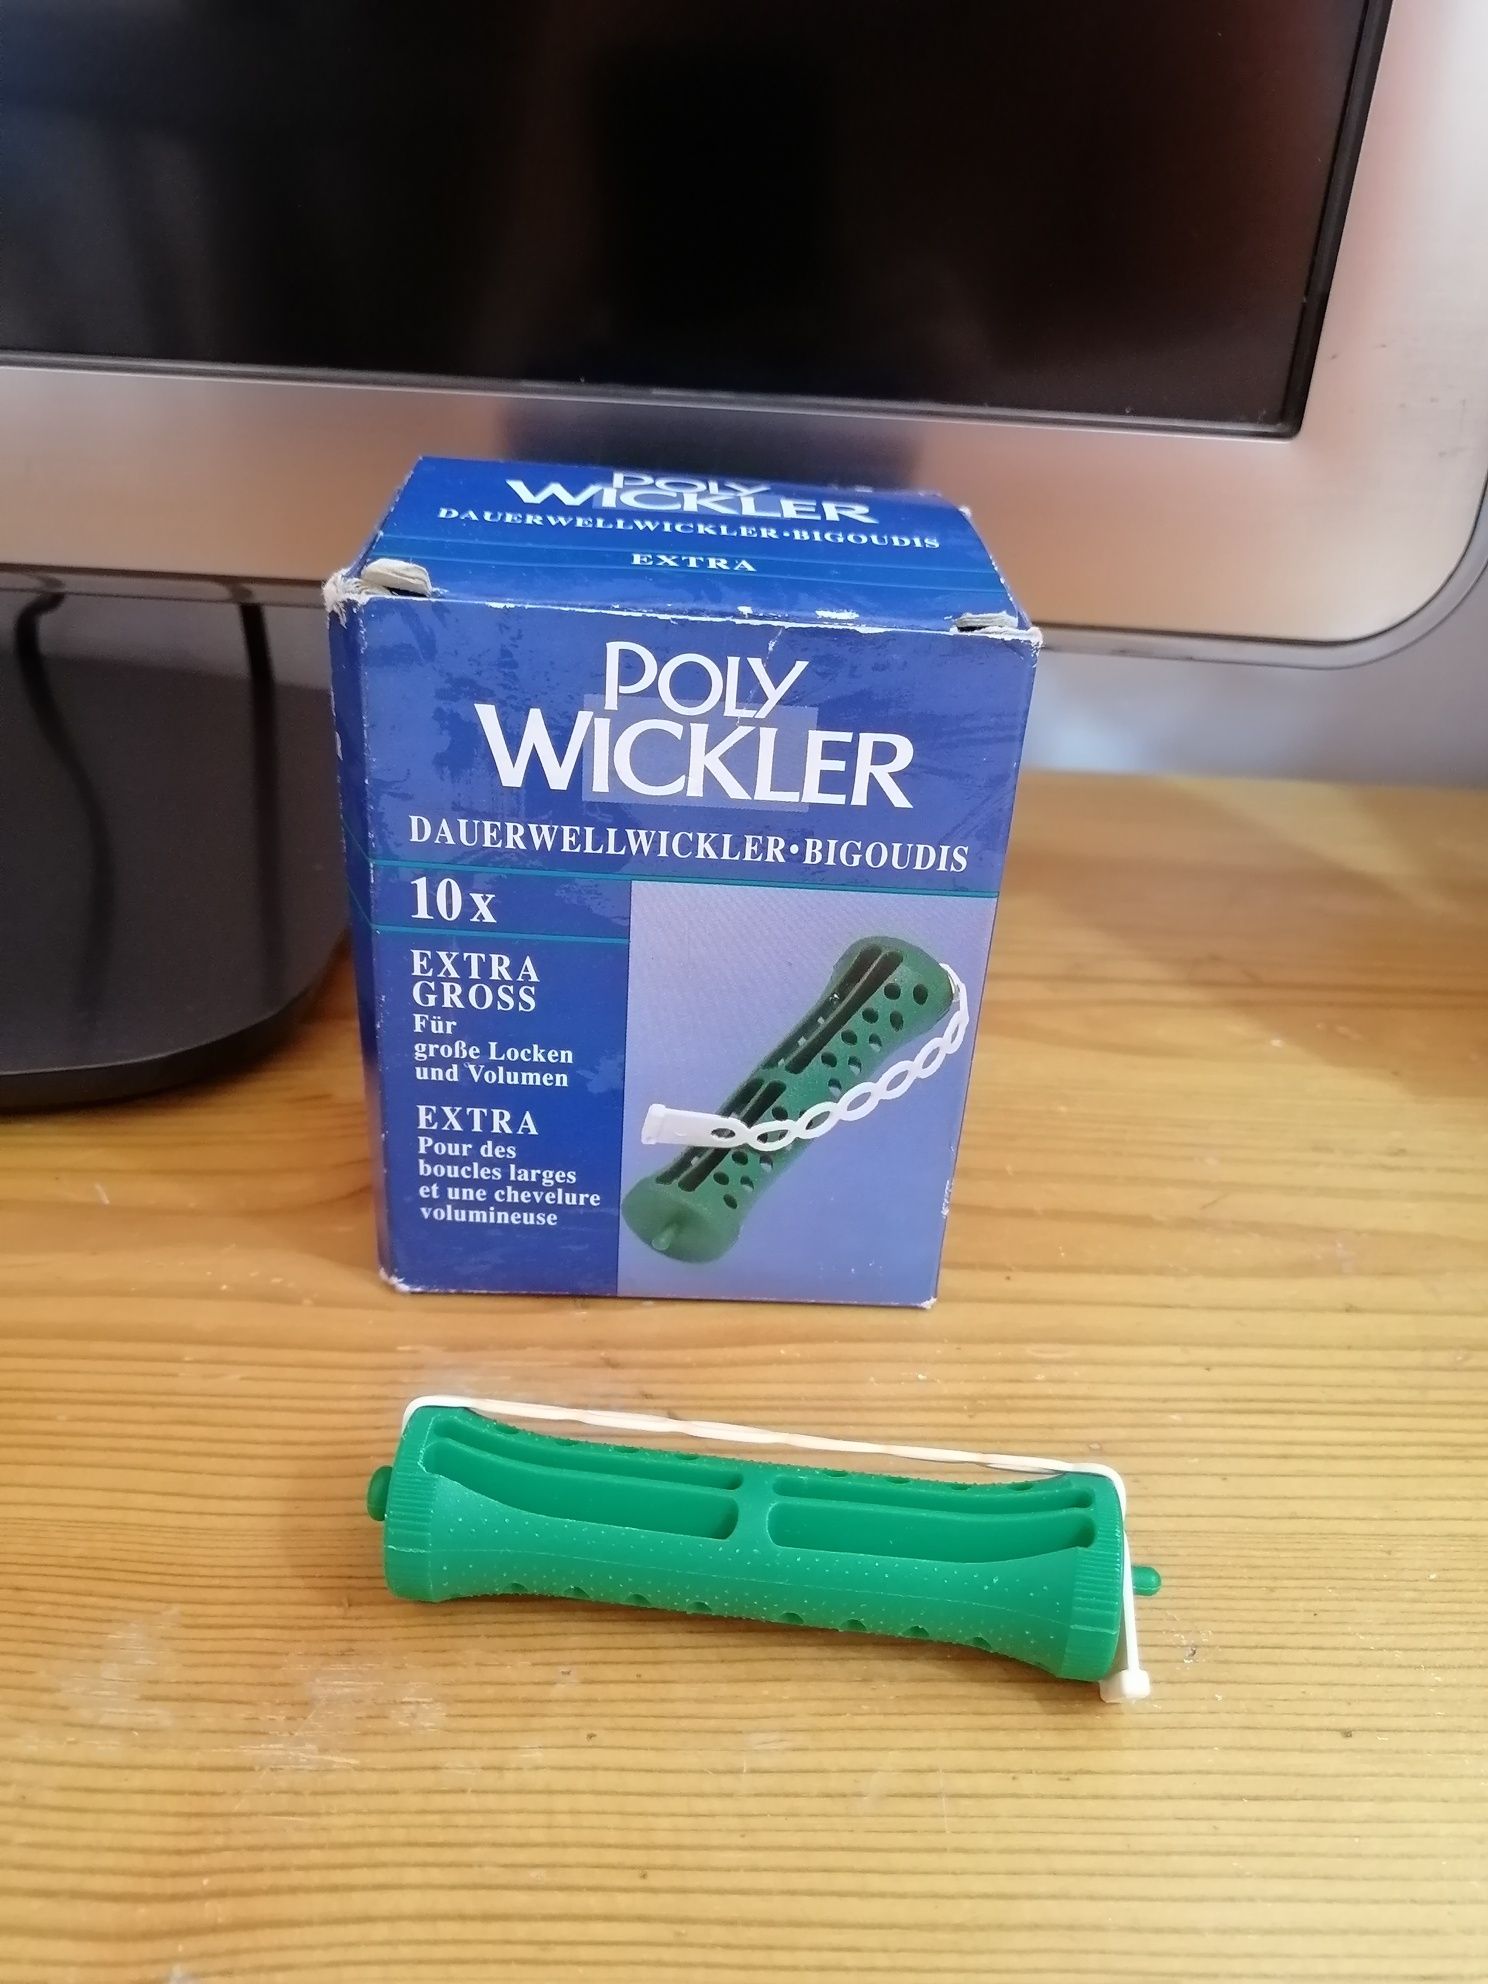 POLY
WICKLER
DAUERWELLWICKLER•BIGOUDIS
EXTRA
POLY
WICKLER
DAUERWELLWICKLER•BIGOUDIS
10x
EXTRA
GROSS
Für
große Locken
und Volumen
EXTRA
Pour des
boucles larges
et une chevelure
volumineuse